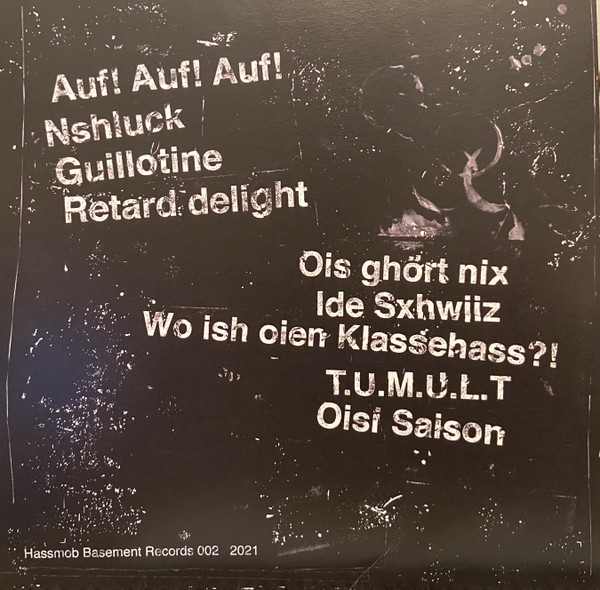 Auf! Auf! Auf!
Nshluck
Guillotine
Retard delight
Ois ghört nix
Ide Sxhwiiz
Wo ish oien Klassehass?!
T.U.M.U.L.T
Oisi Saison
Hassmob Basement Records 002 2021